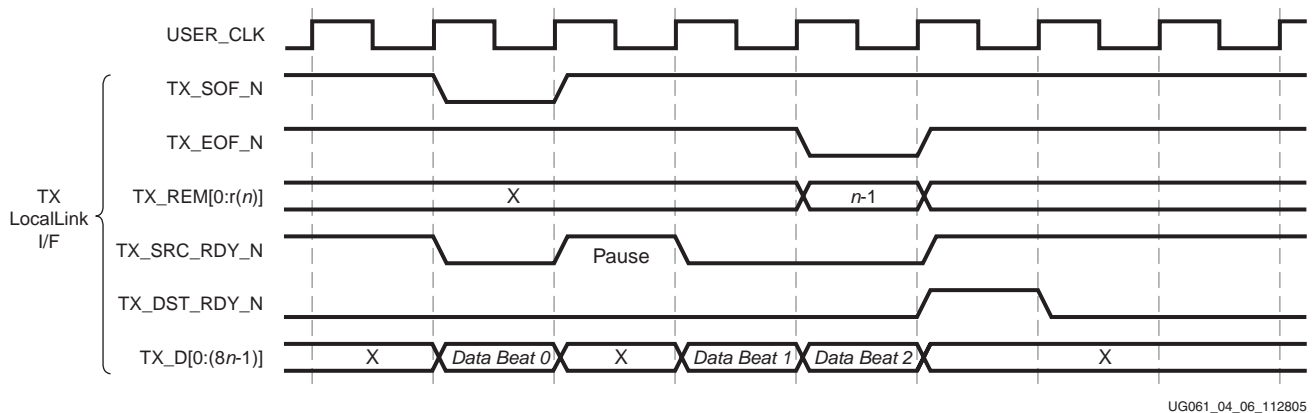 USER_CLK
TX_SOF_N
TX_EOF_N
TX
LocalLink
I/F
TX_REM[0:r(n)]
X
n-1
TX_SRC_RDY_N
Pause
TX_DST_RDY_N
TX_D[0:(8n-1)]
X
Data Beat 0
X
Data Beat 1
Data Beat 2
X
UG061_04_06_112805